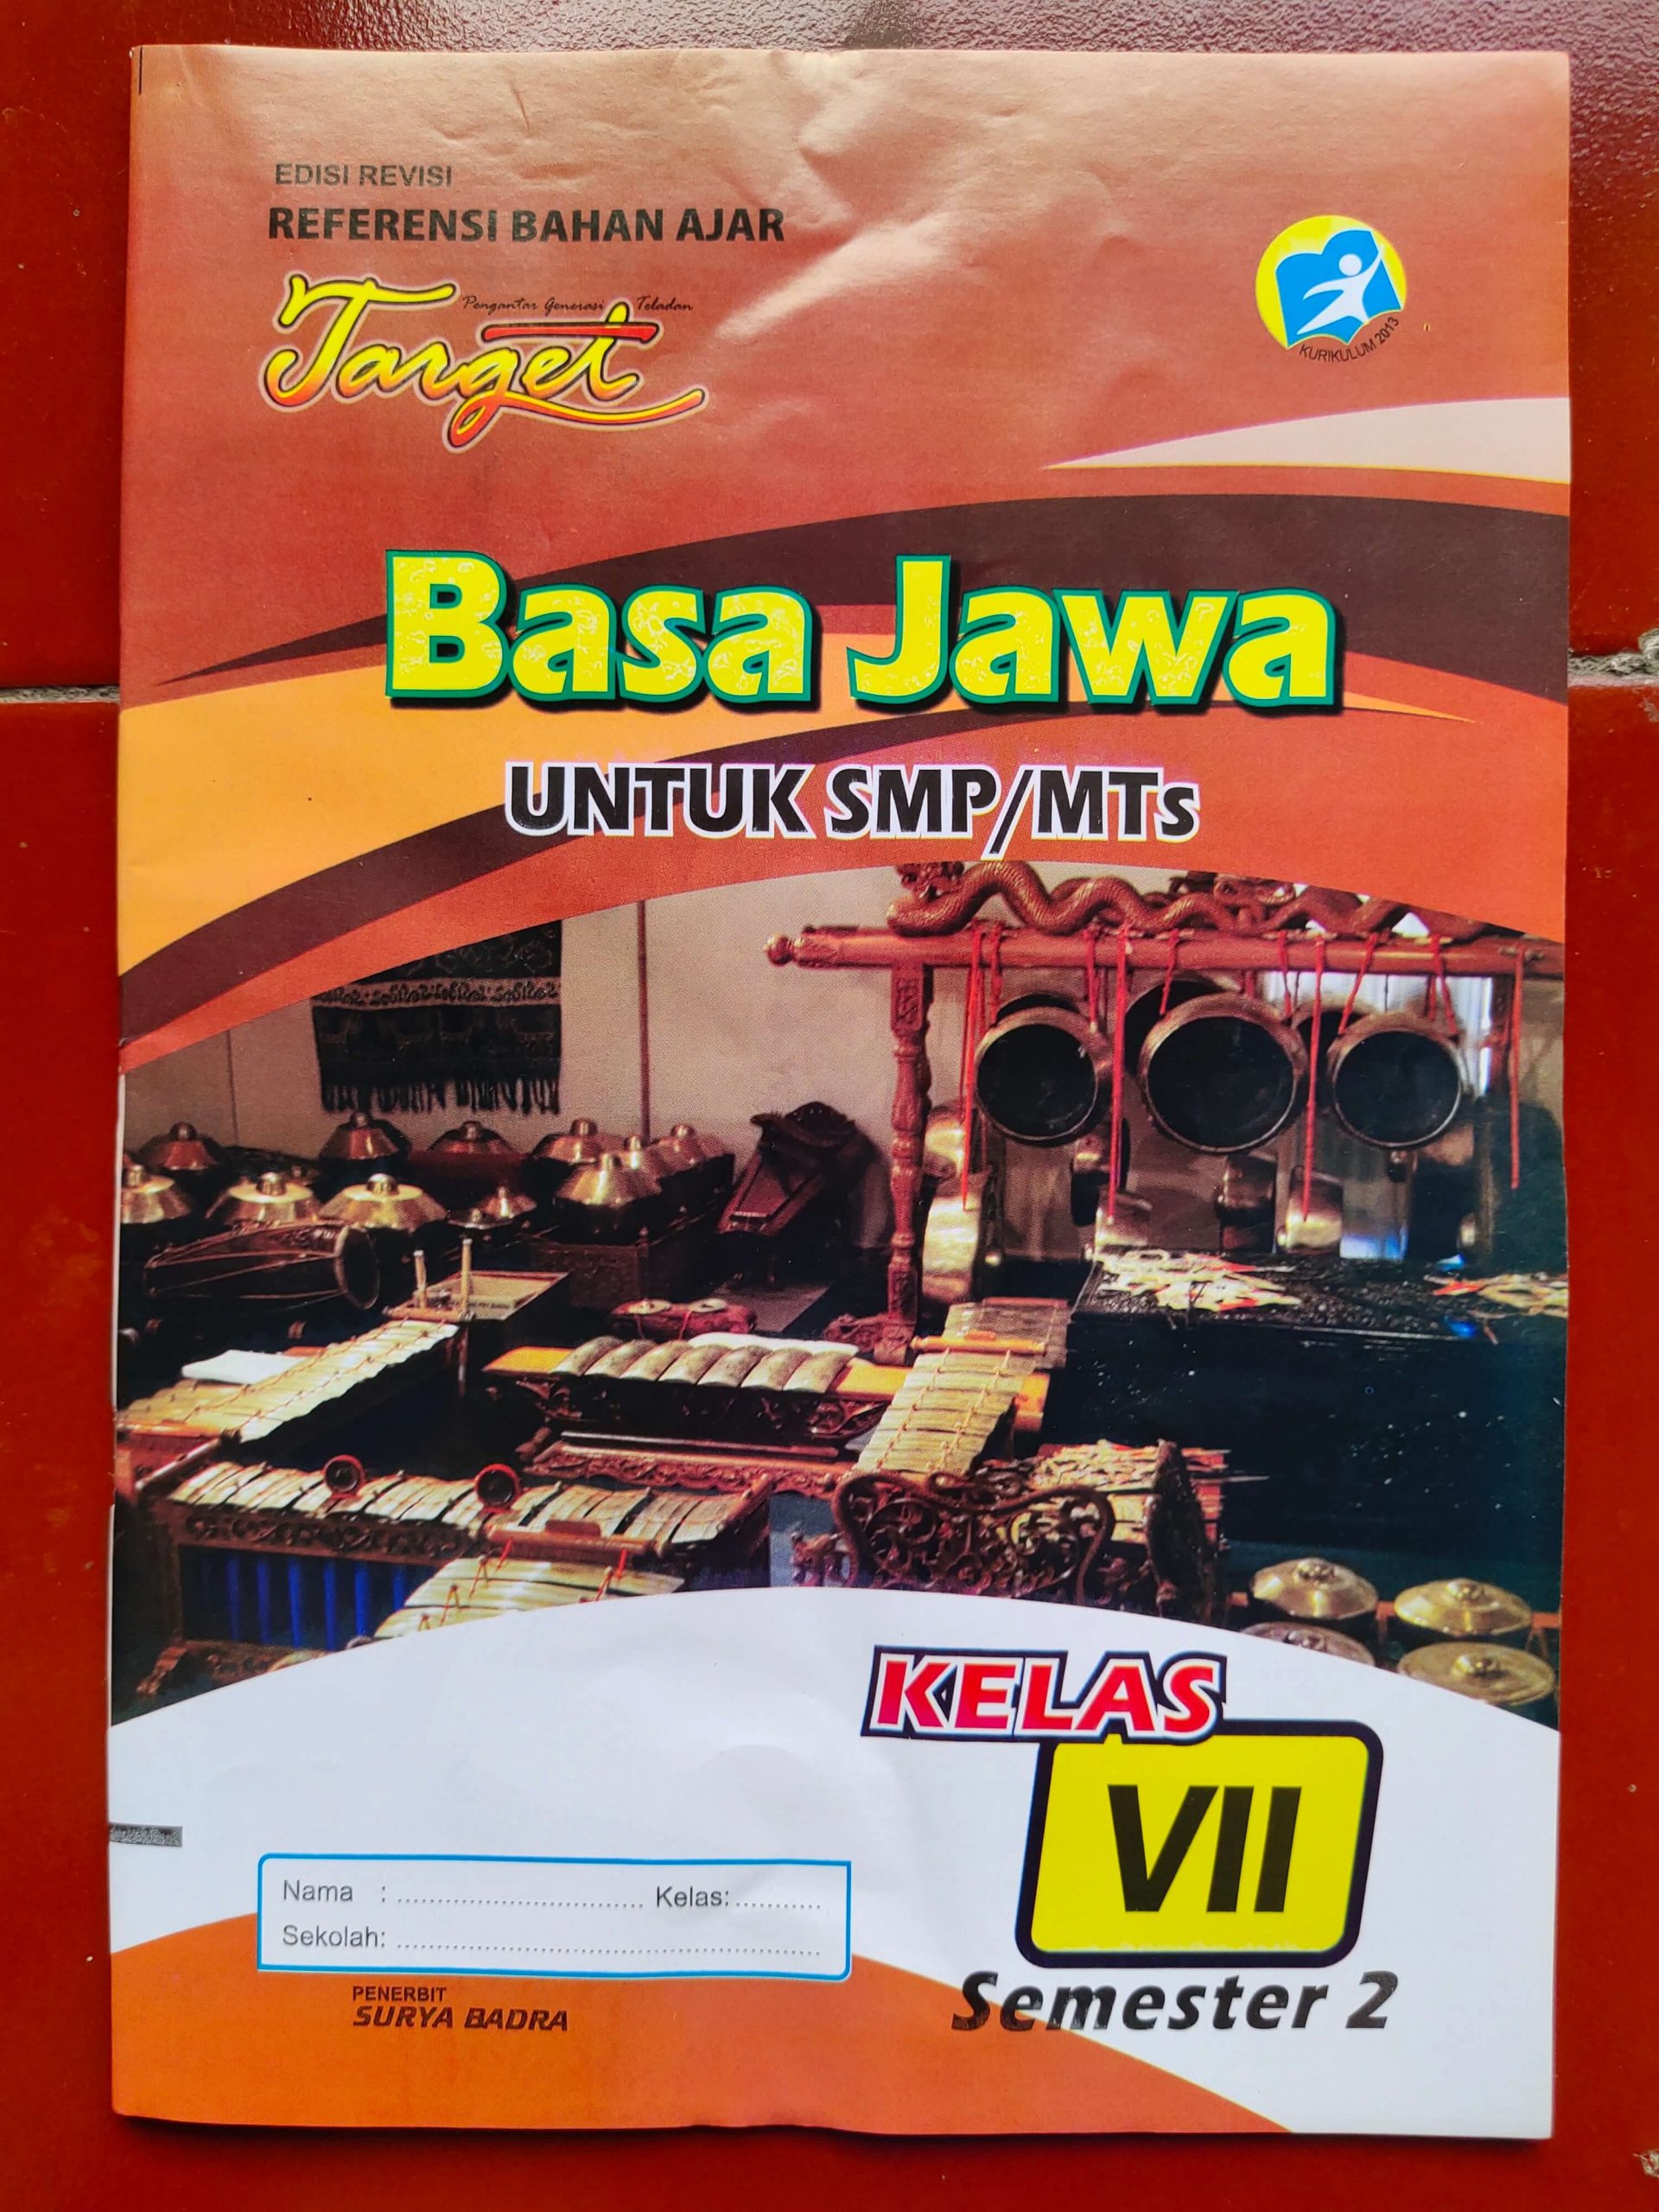 EDISI REVISI
REFERENSI BAHAN AJAR
Pengantar Generasi Teladan
Target
KURIKULUM 2013
Basa Jawa
UNTUK SMP/MTs
KELAS
VII
Semester 2
Nama : .............................. Kelas: ...........
Sekolah: ....................................................
PENERBIT
SURYA BADRA